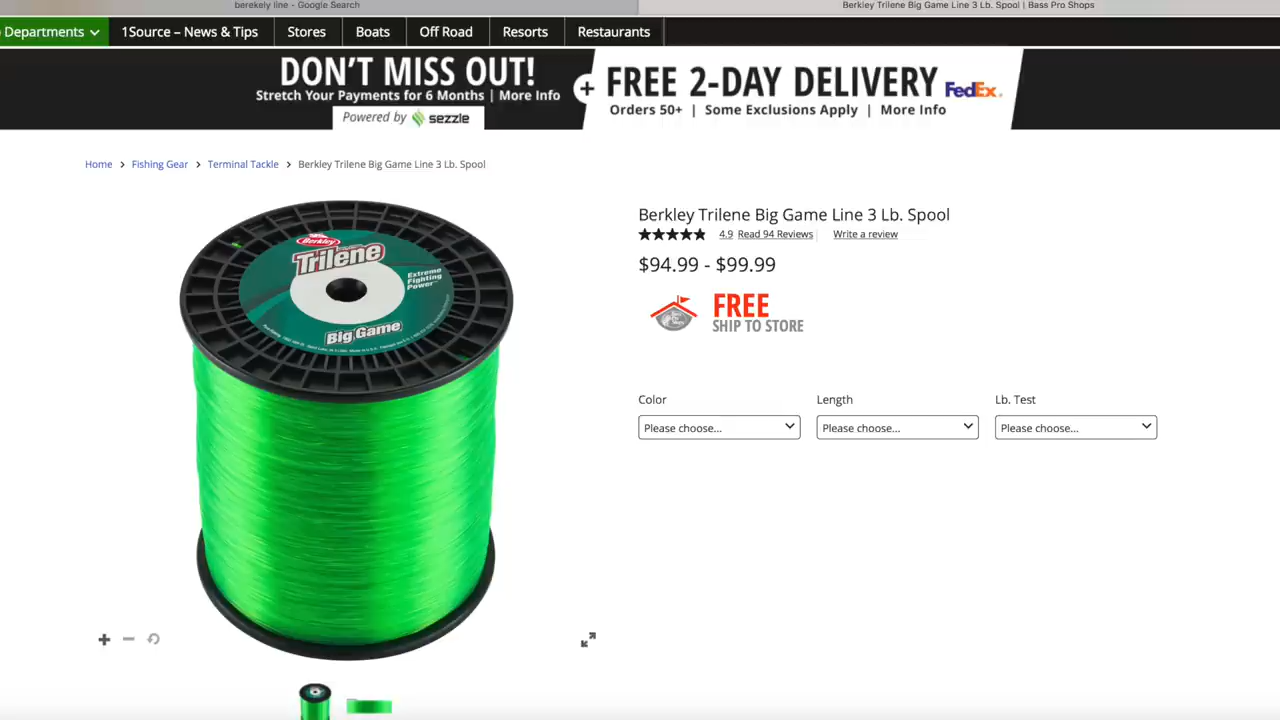 berekely line - Google Search
Berkley Trilene Big Game Line 3 Lb. Spool | Bass Pro Shops
Departments
1Source – News & Tips
Stores
Boats
Off Road
Resorts
Restaurants
DON'T MISS OUT!
Stretch Your Payments for 6 Months | More Info
Powered by sezzle
+
FREE 2-DAY DELIVERY FedEx
Orders 50+ | Some Exclusions Apply | More Info
Home > Fishing Gear > Terminal Tackle > Berkley Trilene Big Game Line 3 Lb. Spool
Berkley
Trilene
Extreme
Fighting
Power™
Big Game
Berkley Trilene Big Game Line 3 Lb. Spool
4.9 Read 94 Reviews Write a review
$94.99 - $99.99
FREE
SHIP TO STORE
Color
Length
Lb. Test
Please choose...
Please choose...
Please choose...